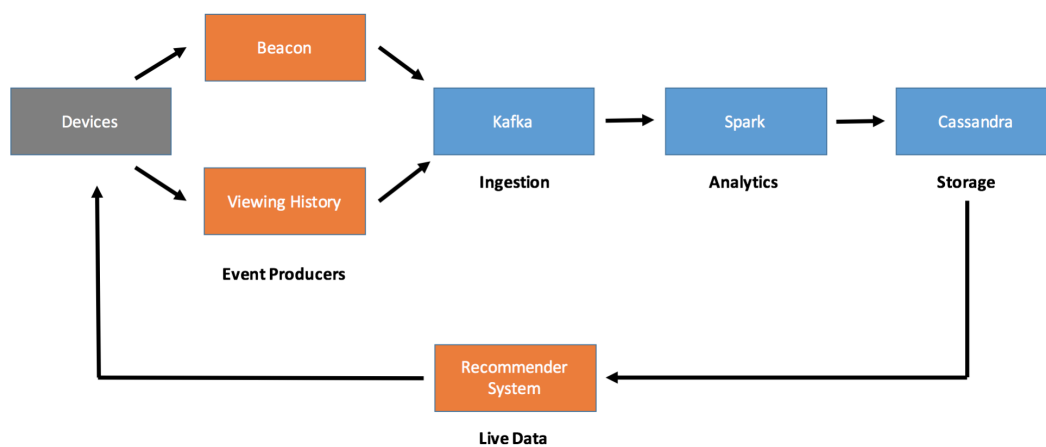 Beacon
Devices
Kafka
Spark
Cassandra
Ingestion
Analytics
Storage
Viewing History
Event Producers
Recommender
System
Live Data